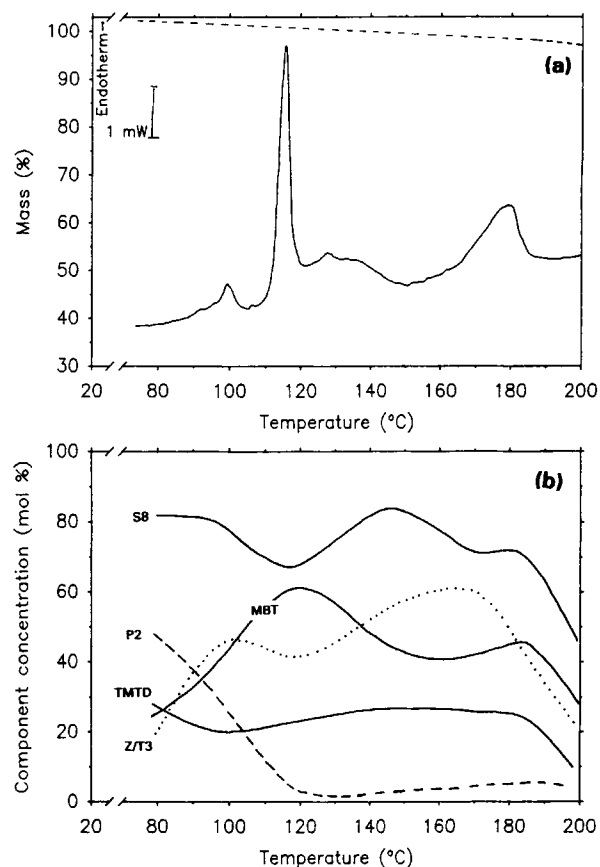 103
Endotherm→
(a)
90
1 mW
80
Mass (%)
70
60
50
40
30
20 80 100 120 140 160 180 200
Temperature (°C)
100
(b)
Component concentration (mol %)
S8
80
60
MBT
P2
40
TMTD
20
Z/T3
0
20 80 100 120 140 160 180 200
Temperature (°C)